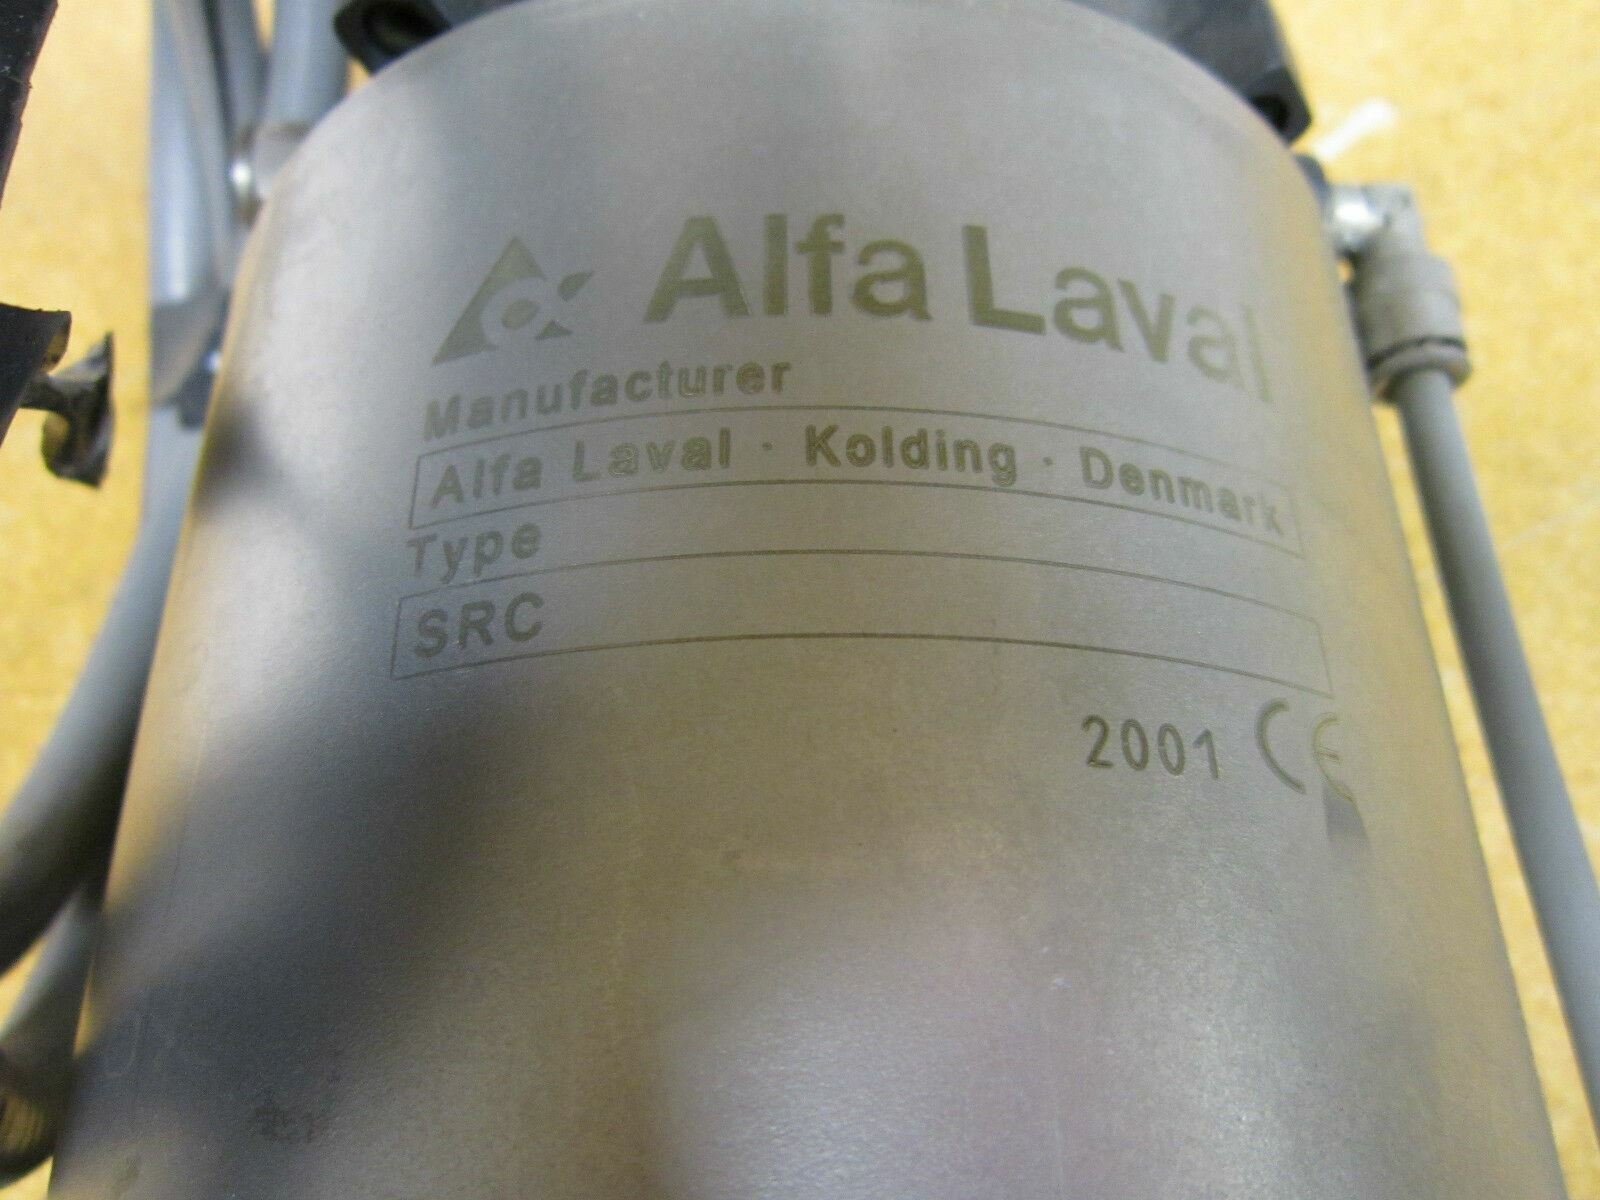 Alfa Laval
Manufacturer
Alfa Laval · Kolding · Denmark
Type
SRC
2001 CE